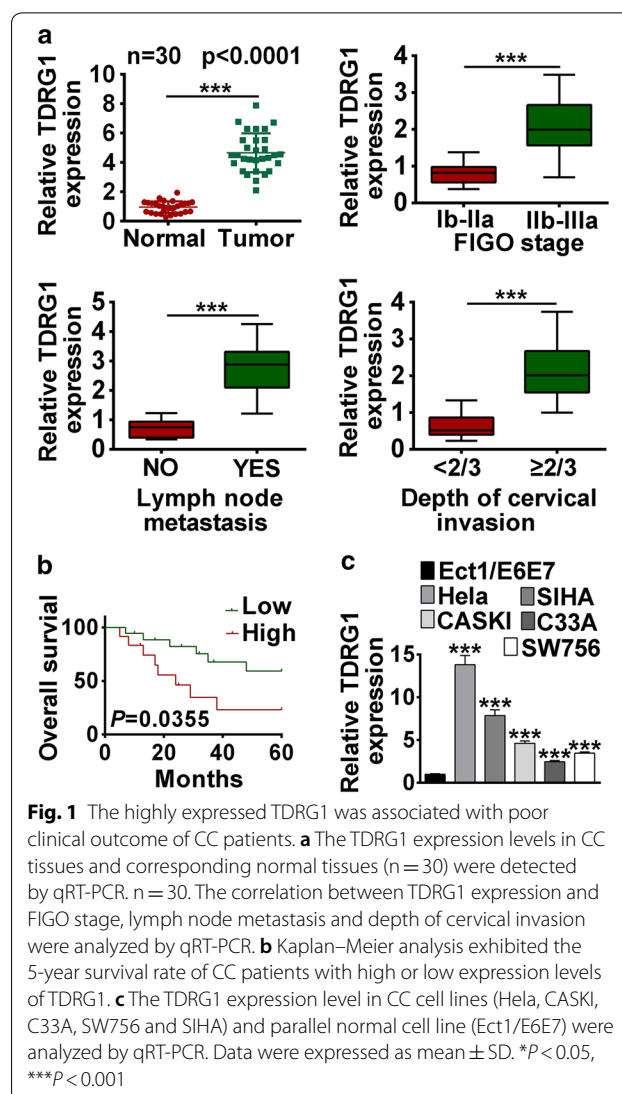 a
n=30 p<0.0001
***
Relative TDRG1
expression
10
8
6
4
2
0
Normal Tumor
***
Relative TDRG1
expression
4
3
2
1
0
Ib-IIa IIb-IIIa
FIGO stage
***
Relative TDRG1
expression
5
4
3
2
1
0
NO YES
Lymph node
metastasis
***
Relative TDRG1
expression
4
3
2
1
0
<2/3 ≥2/3
Depth of cervical
invasion
b
Low
High
Overall survial
100
50
0
P=0.0355
0 20 40 60
Months
c
Ect1/E6E7
Hela SIHA
CASKI C33A
SW756
Relative TDRG1
expression
15
10
5
0
*** *** *** *** ***
Fig. 1 The highly expressed TDRG1 was associated with poor
clinical outcome of CC patients. a The TDRG1 expression levels in CC
tissues and corresponding normal tissues (n = 30) were detected
by qRT-PCR. n = 30. The correlation between TDRG1 expression and
FIGO stage, lymph node metastasis and depth of cervical invasion
were analyzed by qRT-PCR. b Kaplan–Meier analysis exhibited the
5-year survival rate of CC patients with high or low expression levels
of TDRG1. c The TDRG1 expression level in CC cell lines (Hela, CASKI,
C33A, SW756 and SIHA) and parallel normal cell line (Ect1/E6E7) were
analyzed by qRT-PCR. Data were expressed as mean ± SD. *P < 0.05,
***P < 0.001